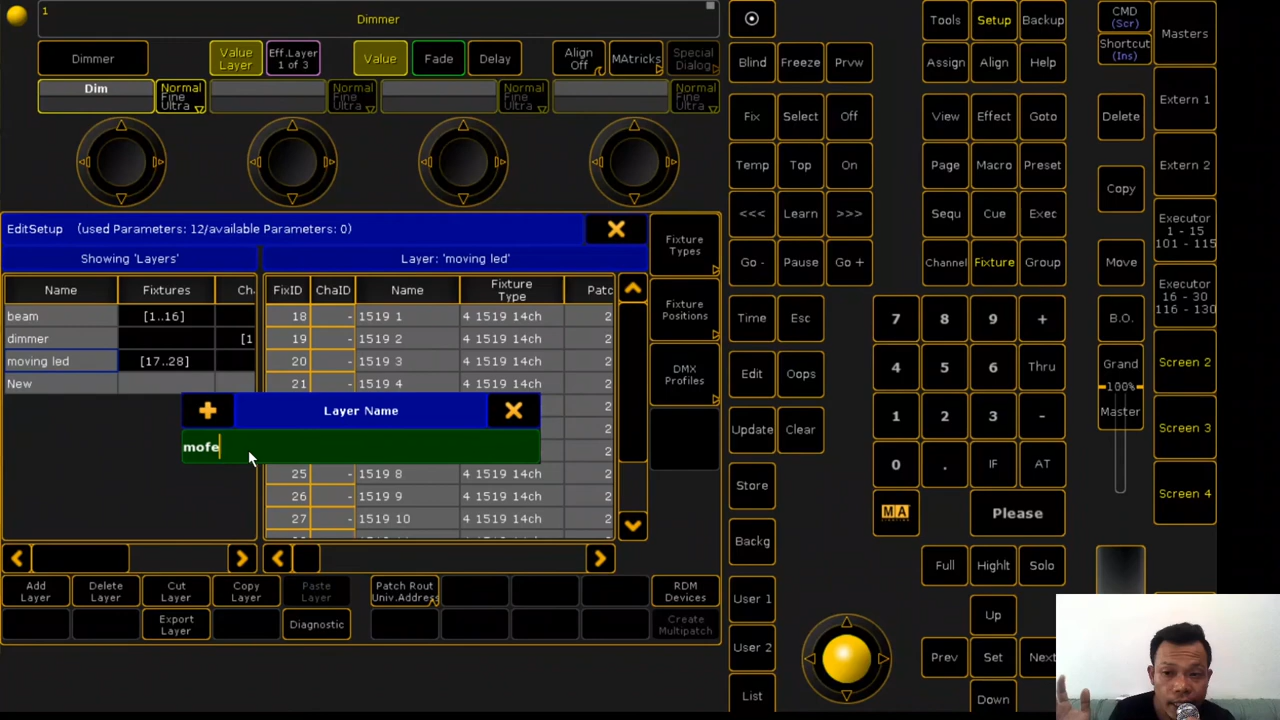 1
Dimmer
Dimmer
Value Layer
Eff.Layer 1 of 3
Value
Fade
Delay
Align Off
MAtricks
Special Dialog
Dim
Normal Fine Ultra
Normal Fine Ultra
Normal Fine Ultra
Normal Fine Ultra
EditSetup (used Parameters: 12/available Parameters: 0)
Showing 'Layers'
Layer: 'moving led'
Name Fixtures Cha
FixID ChaID Name Fixture Type Patc
beam [1..16]
dimmer [1
moving led [17..28]
New
18 - 1519 1 4 1519 14ch 2
19 - 1519 2 4 1519 14ch 2
20 - 1519 3 4 1519 14ch 2
21 - 1519 4 4 1519 14ch 2
Layer Name
mofe
25 - 1519 8 4 1519 14ch 2
26 - 1519 9 4 1519 14ch 2
27 - 1519 10 4 1519 14ch 2
Fixture Types
Fixture Positions
DMX Profiles
Add Layer
Delete Layer
Cut Layer
Copy Layer
Paste Layer
Patch Rout Univ.Address
RDM Devices
Export Layer
Diagnostic
Create Multipatch
Blind Freeze Prvw
Fix Select Off
Temp Top On
<<< Learn >>>
Go - Pause Go +
Time Esc
Edit Oops
Update Clear
Store
Backg
User 1
User 2
List
Tools Setup Backup
Assign Align Help
View Effect Goto
Page Macro Preset
Sequ Cue Exec
Channel Fixture Group
7 8 9 +
4 5 6 Thru
1 2 3 -
0 . IF AT
MA Please
Full Highlt Solo
Up
Prev Set Next
Down
CMD (Scr)
Shortcut (Ins)
Delete
Copy
Move
B.O.
Grand
100%
Master
Masters
Extern 1
Extern 2
Executor 1 - 15 101 - 115
Executor 16 - 30 116 - 130
Screen 2
Screen 3
Screen 4